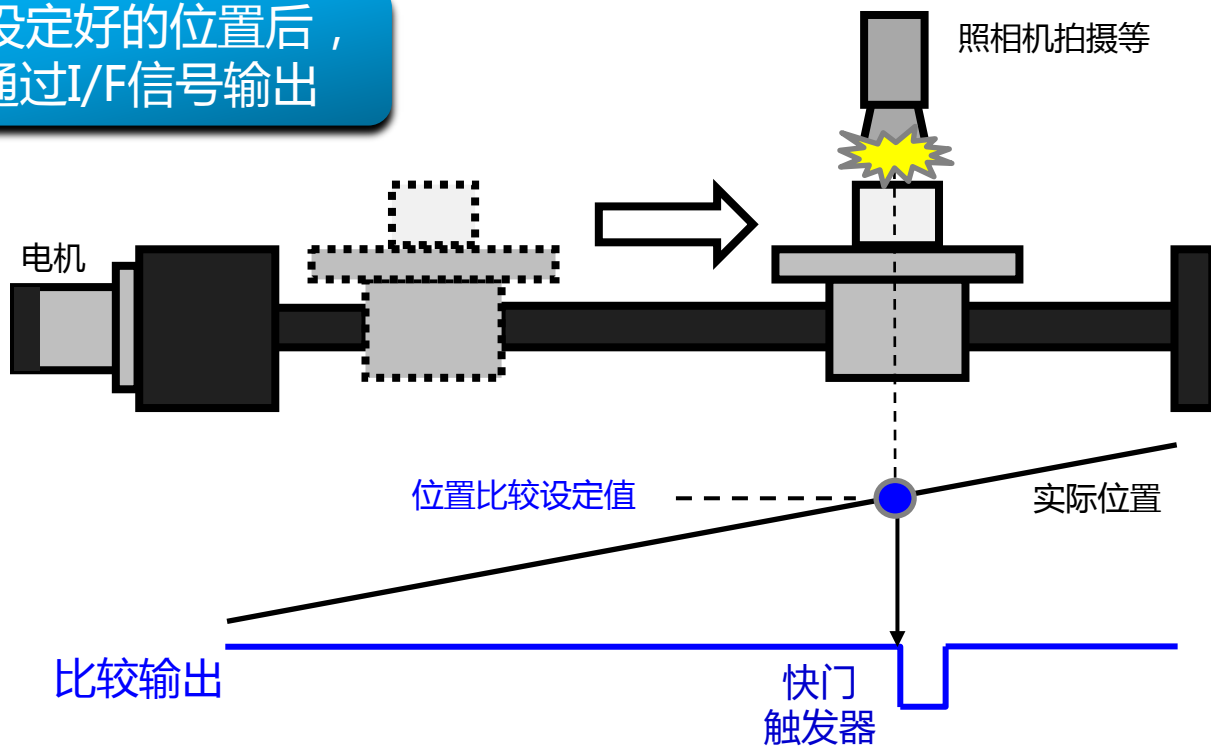 设定好的位置后，
通过I/F信号输出
照相机拍摄等
电机
位置比较设定值
实际位置
比较输出
快门
触发器